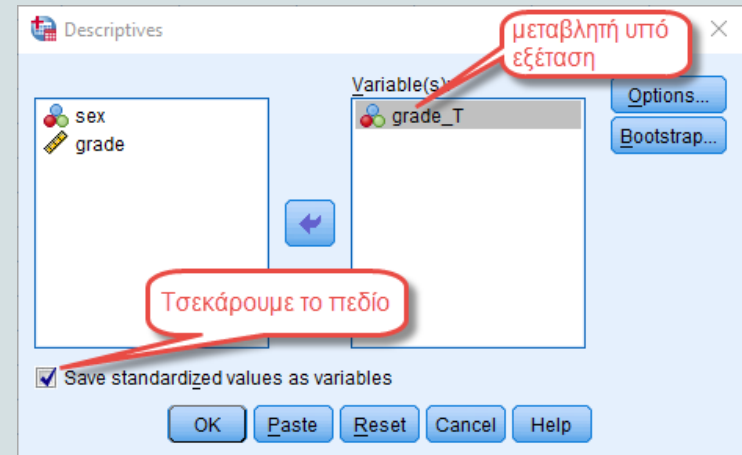 Descriptives
μεταβλητή υπό
εξέταση
Variable(s):
sex
grade
grade_T
Options...
Bootstrap...
Τσεκάρουμε το πεδίο
Save standardized values as variables
OK Paste Reset Cancel Help